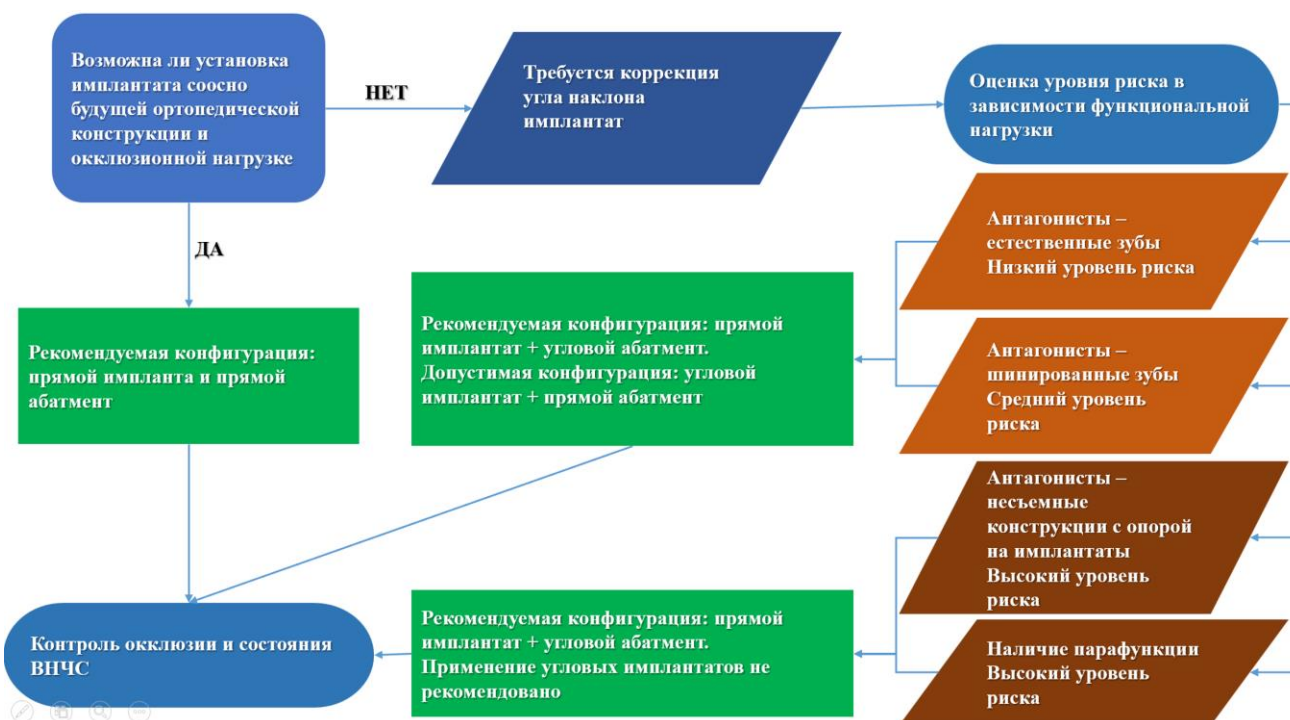 Возможна ли установка
имплантата соосно
будущей ортопедической
конструкции и
окклюзионной нагрузке
НЕТ
Требуется коррекция
угла наклона
имплантат
Оценка уровня риска в
зависимости функциональной
нагрузки
ДА
Антагонисты –
естественные зубы
Низкий уровень риска
Рекомендуемая конфигурация:
прямой импланта и прямой
абатмент
Рекомендуемая конфигурация: прямой
имплантат + угловой абатмент.
Допустимая конфигурация: угловой
имплантат + прямой абатмент
Антагонисты –
шинированные зубы
Средний уровень
риска
Антагонисты –
несъемные
конструкции с опорой
на имплантаты
Высокий уровень
риска
Контроль окклюзии и состояния
ВНЧС
Рекомендуемая конфигурация: прямой
имплантат + угловой абатмент.
Применение угловых имплантатов не
рекомендовано
Наличие парафункции
Высокий уровень
риска